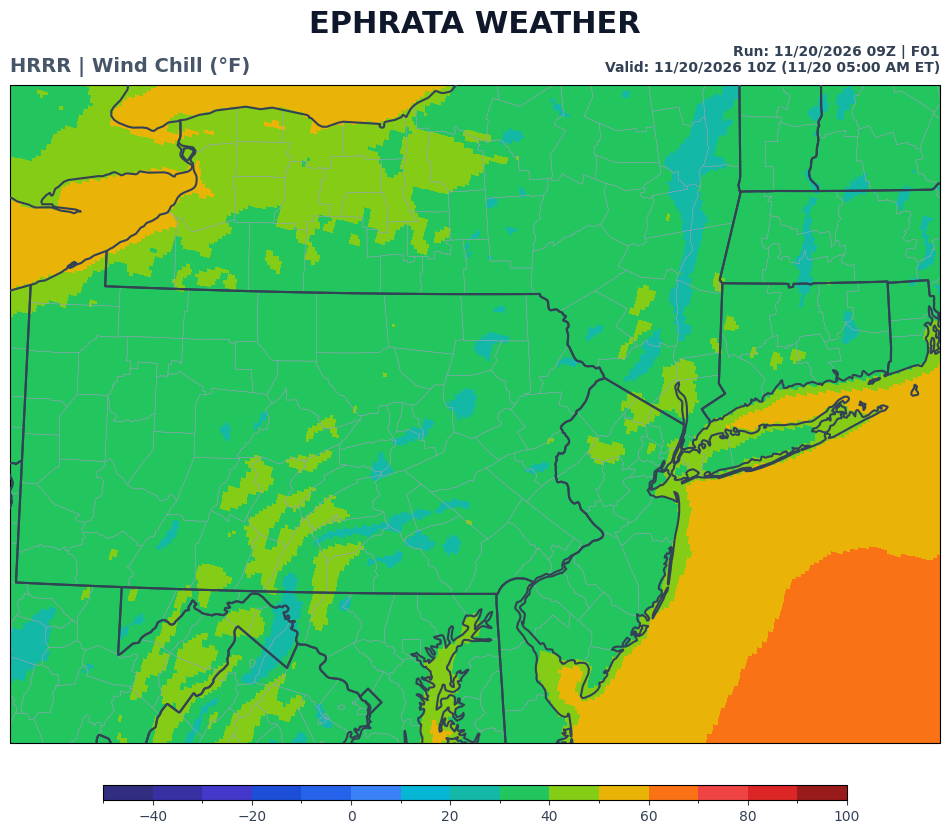 EPHRATA WEATHER
Run: 11/20/2026 09Z | F01
HRRR | Wind Chill (°F)
Valid: 11/20/2026 10Z (11/20 05:00 AM ET)
−40 −20 0 20 40 60 80 100